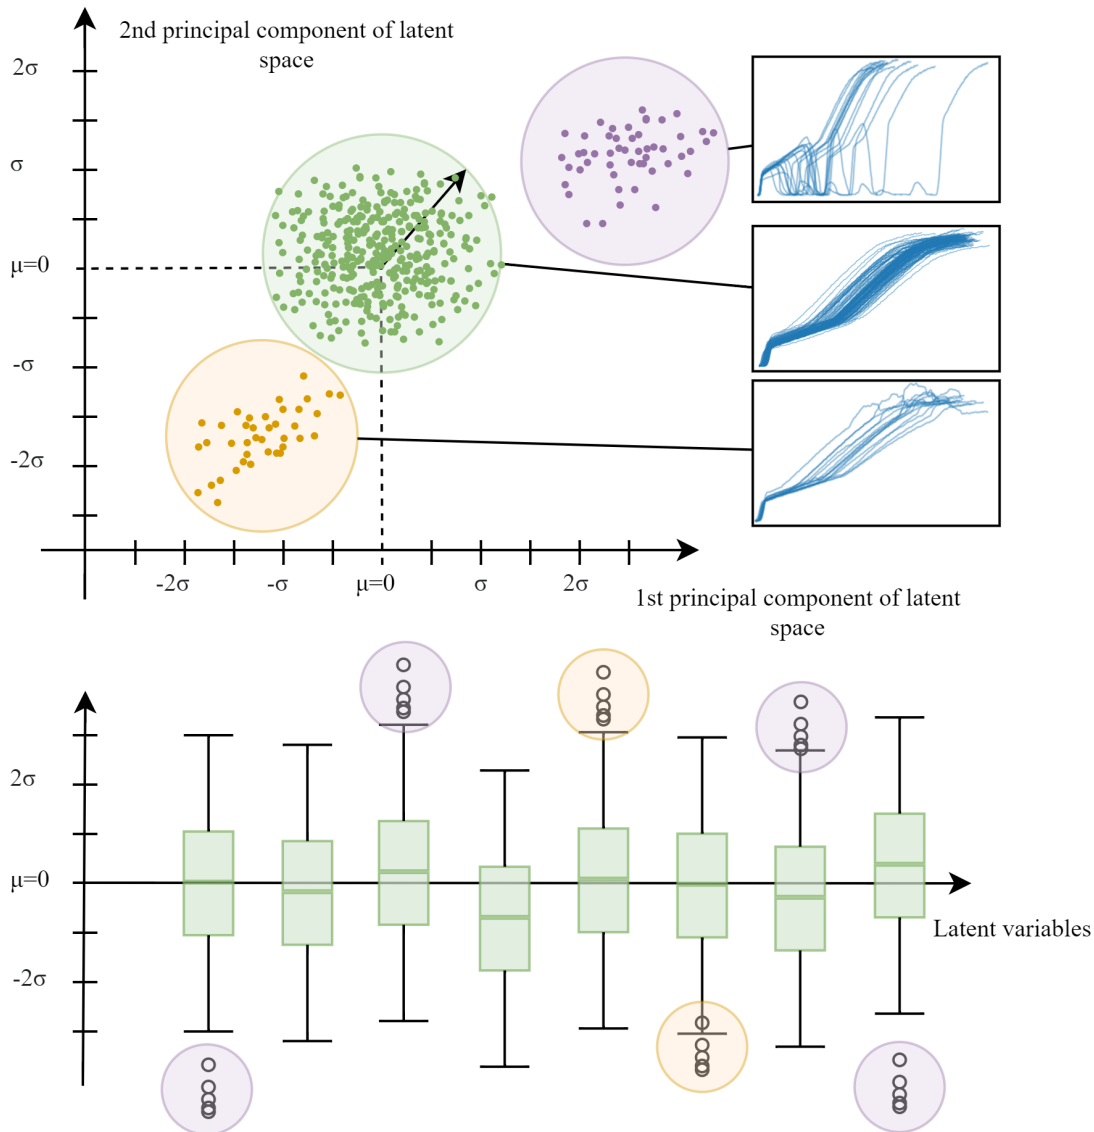 2nd principal component of latent
space
2σ
σ
μ=0
-σ
-2σ
-2σ
-σ
μ=0
σ
2σ
1st principal component of latent
space
2σ
μ=0
-2σ
Latent variables